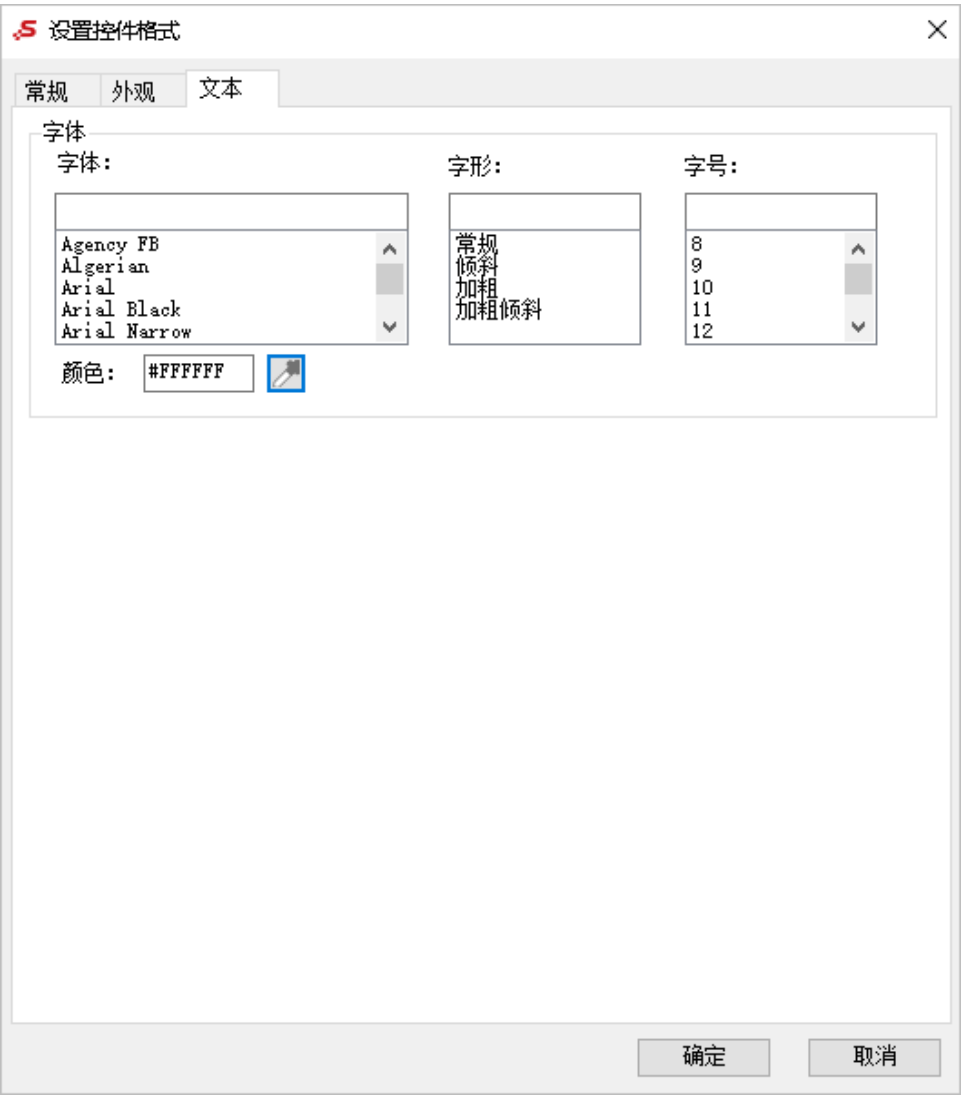 设置控件格式
常规 外观 文本
字体
字体： 字形： 字号：
Agency FB 常规 8
Algerian 倾斜 9
Arial 加粗 10
Arial Black 加粗倾斜 11
Arial Narrow 12
颜色： #FFFFFF
确定 取消